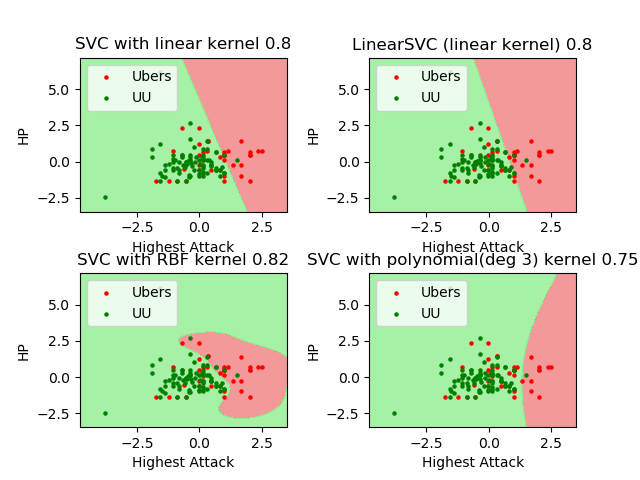 SVC with linear kernel 0.8
Ubers
UU
HP
5.0
2.5
0.0
−2.5
−2.5
0.0
2.5
Highest Attack
LinearSVC (linear kernel) 0.8
Ubers
UU
HP
5.0
2.5
0.0
−2.5
−2.5
0.0
2.5
Highest Attack
SVC with RBF kernel 0.82
Ubers
UU
HP
5.0
2.5
0.0
−2.5
−2.5
0.0
2.5
Highest Attack
SVC with polynomial(deg 3) kernel 0.75
Ubers
UU
HP
5.0
2.5
0.0
−2.5
−2.5
0.0
2.5
Highest Attack